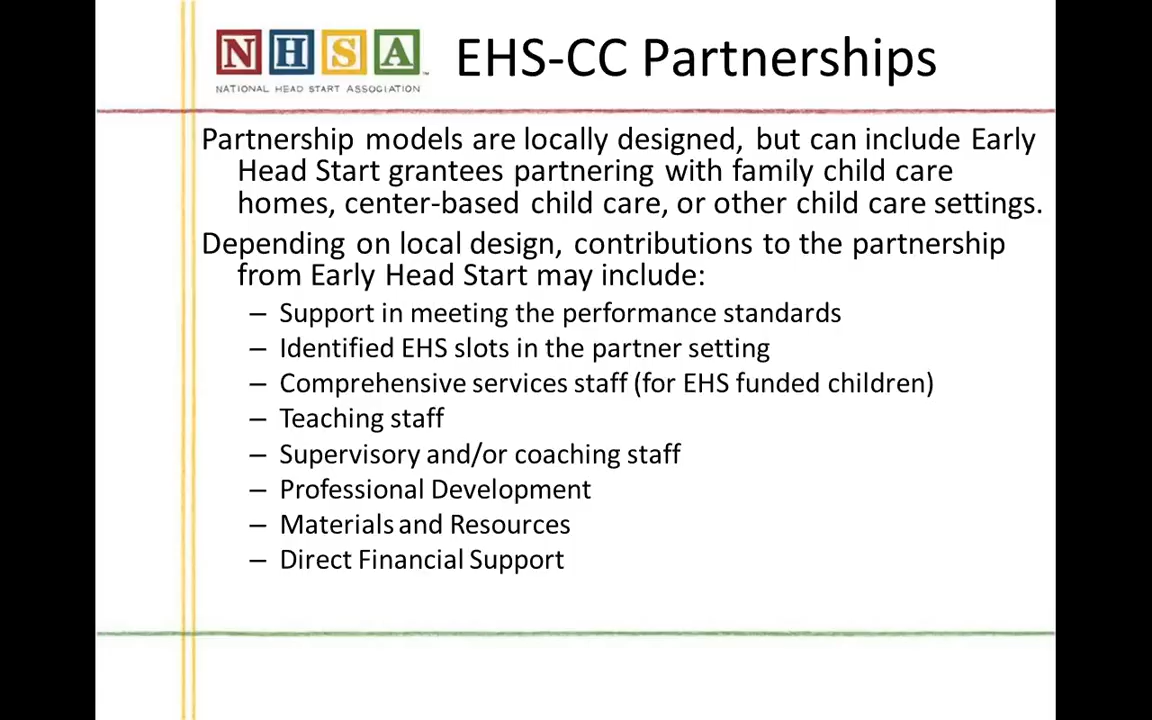 NHSA™
NATIONAL HEAD START ASSOCIATION
EHS-CC Partnerships
Partnership models are locally designed, but can include Early
Head Start grantees partnering with family child care
homes, center-based child care, or other child care settings.
Depending on local design, contributions to the partnership
from Early Head Start may include:
– Support in meeting the performance standards
– Identified EHS slots in the partner setting
– Comprehensive services staff (for EHS funded children)
– Teaching staff
– Supervisory and/or coaching staff
– Professional Development
– Materials and Resources
– Direct Financial Support